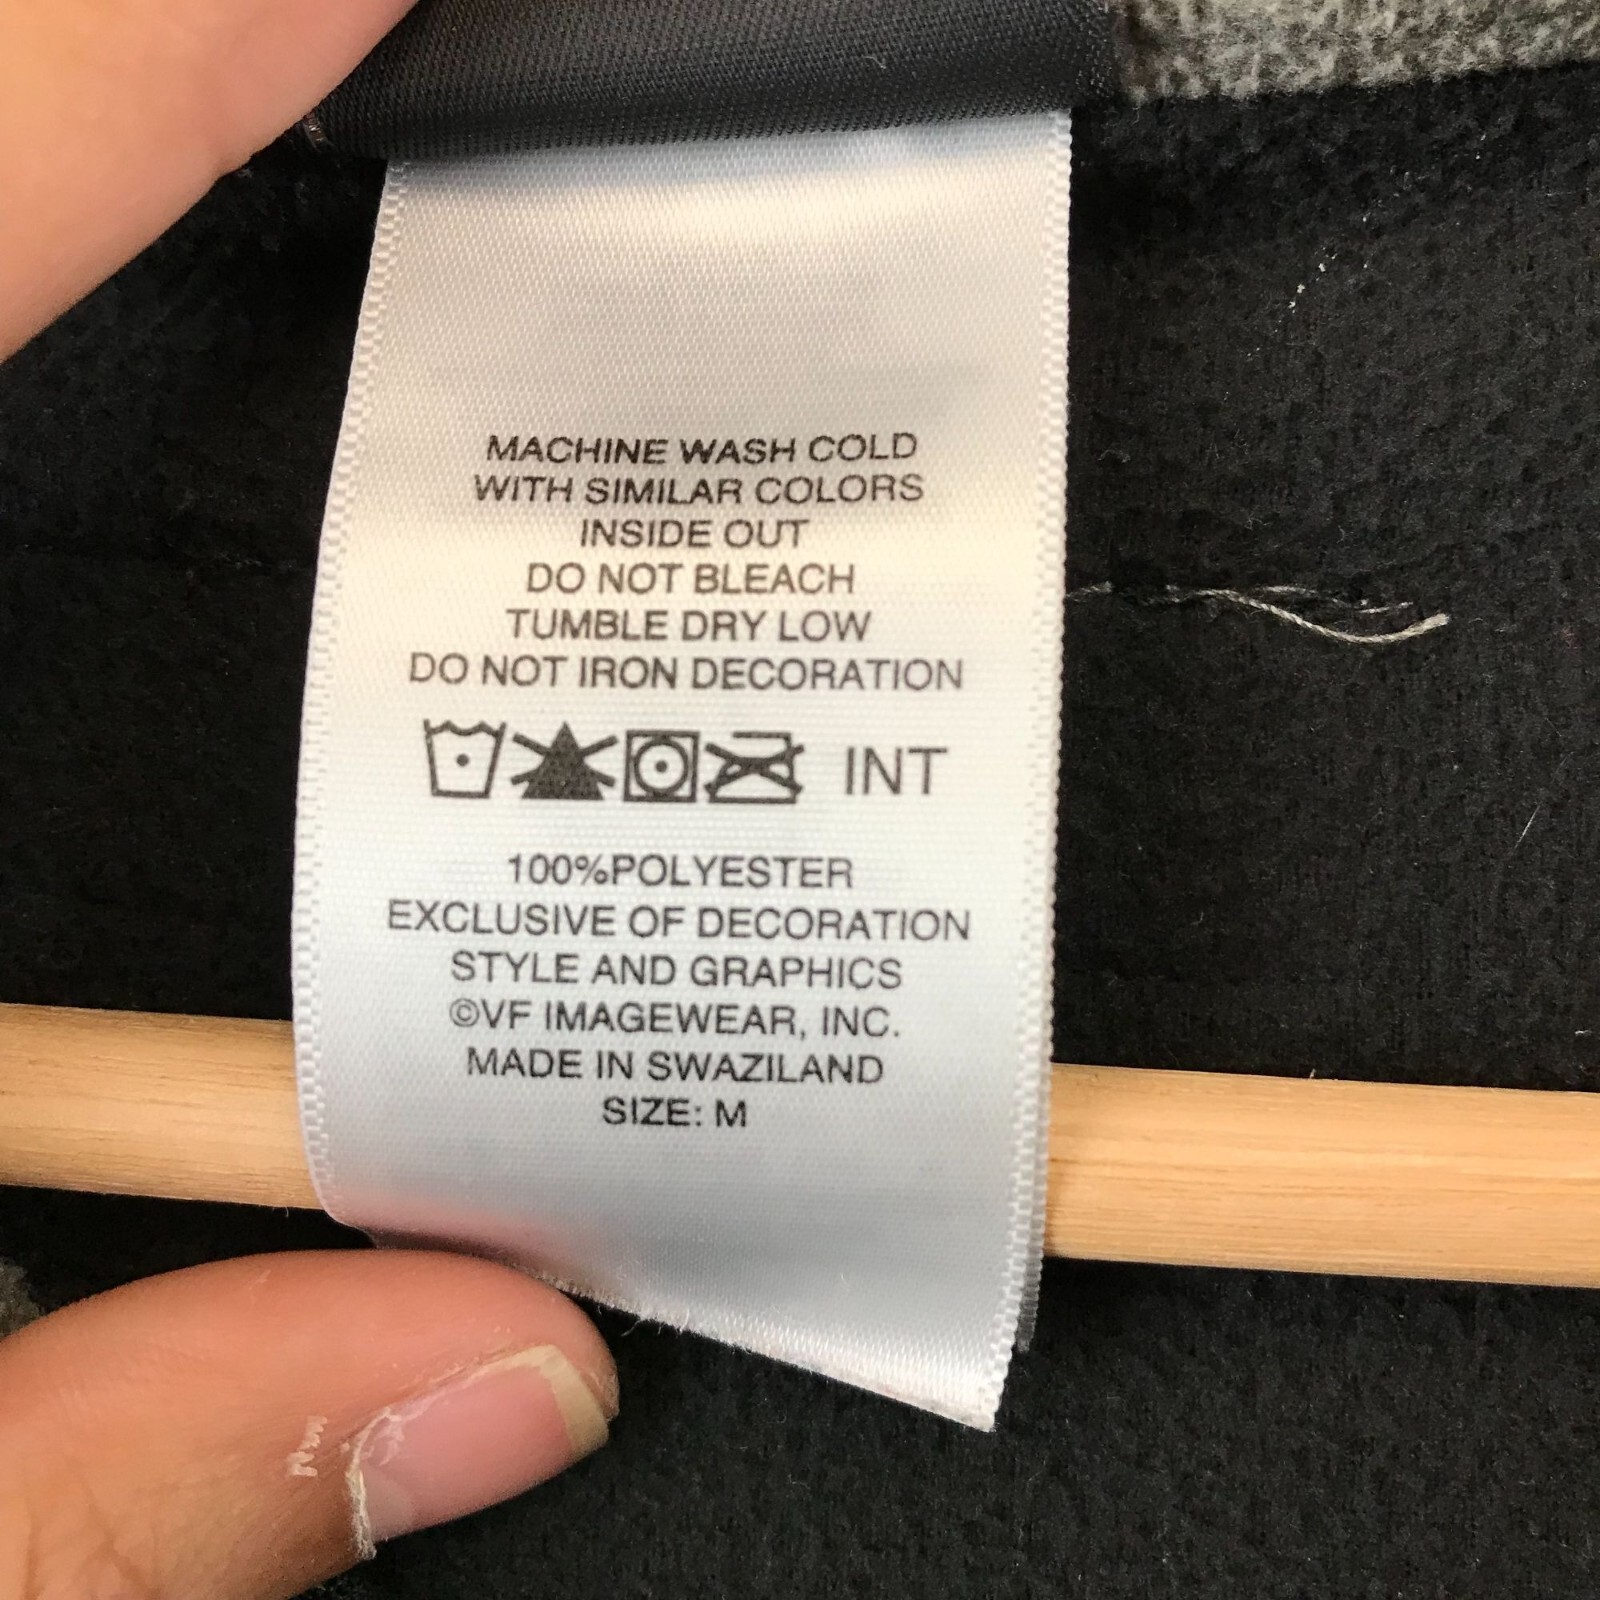 MACHINE WASH COLD
WITH SIMILAR COLORS
INSIDE OUT
DO NOT BLEACH
TUMBLE DRY LOW
DO NOT IRON DECORATION
INT
100%POLYESTER
EXCLUSIVE OF DECORATION
STYLE AND GRAPHICS
©VF IMAGEWEAR, INC.
MADE IN SWAZILAND
SIZE: M